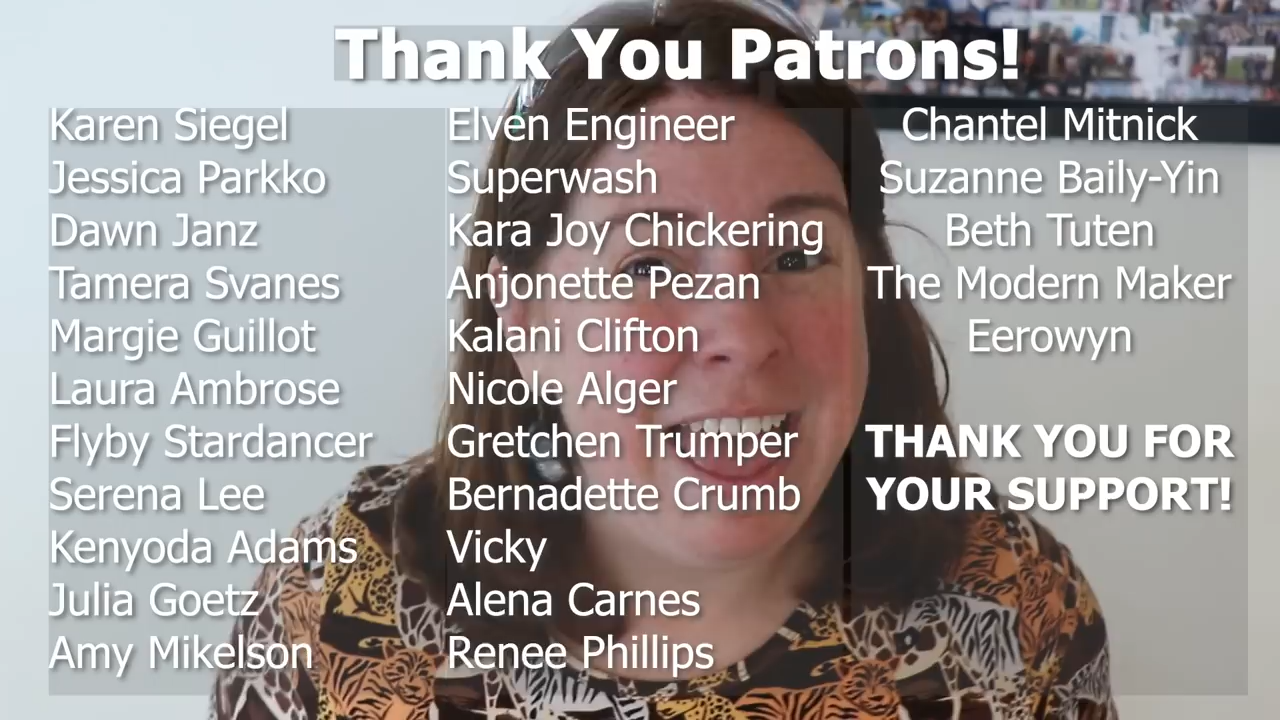 Thank You Patrons!
Karen Siegel
Jessica Parkko
Dawn Janz
Tamera Svanes
Margie Guillot
Laura Ambrose
Flyby Stardancer
Serena Lee
Kenyoda Adams
Julia Goetz
Amy Mikelson
Elven Engineer
Superwash
Kara Joy Chickering
Anjonette Pezan
Kalani Clifton
Nicole Alger
Gretchen Trumper
Bernadette Crumb
Vicky
Alena Carnes
Renee Phillips
Chantel Mitnick
Suzanne Baily-Yin
Beth Tuten
The Modern Maker
Eerowyn
THANK YOU FOR
YOUR SUPPORT!